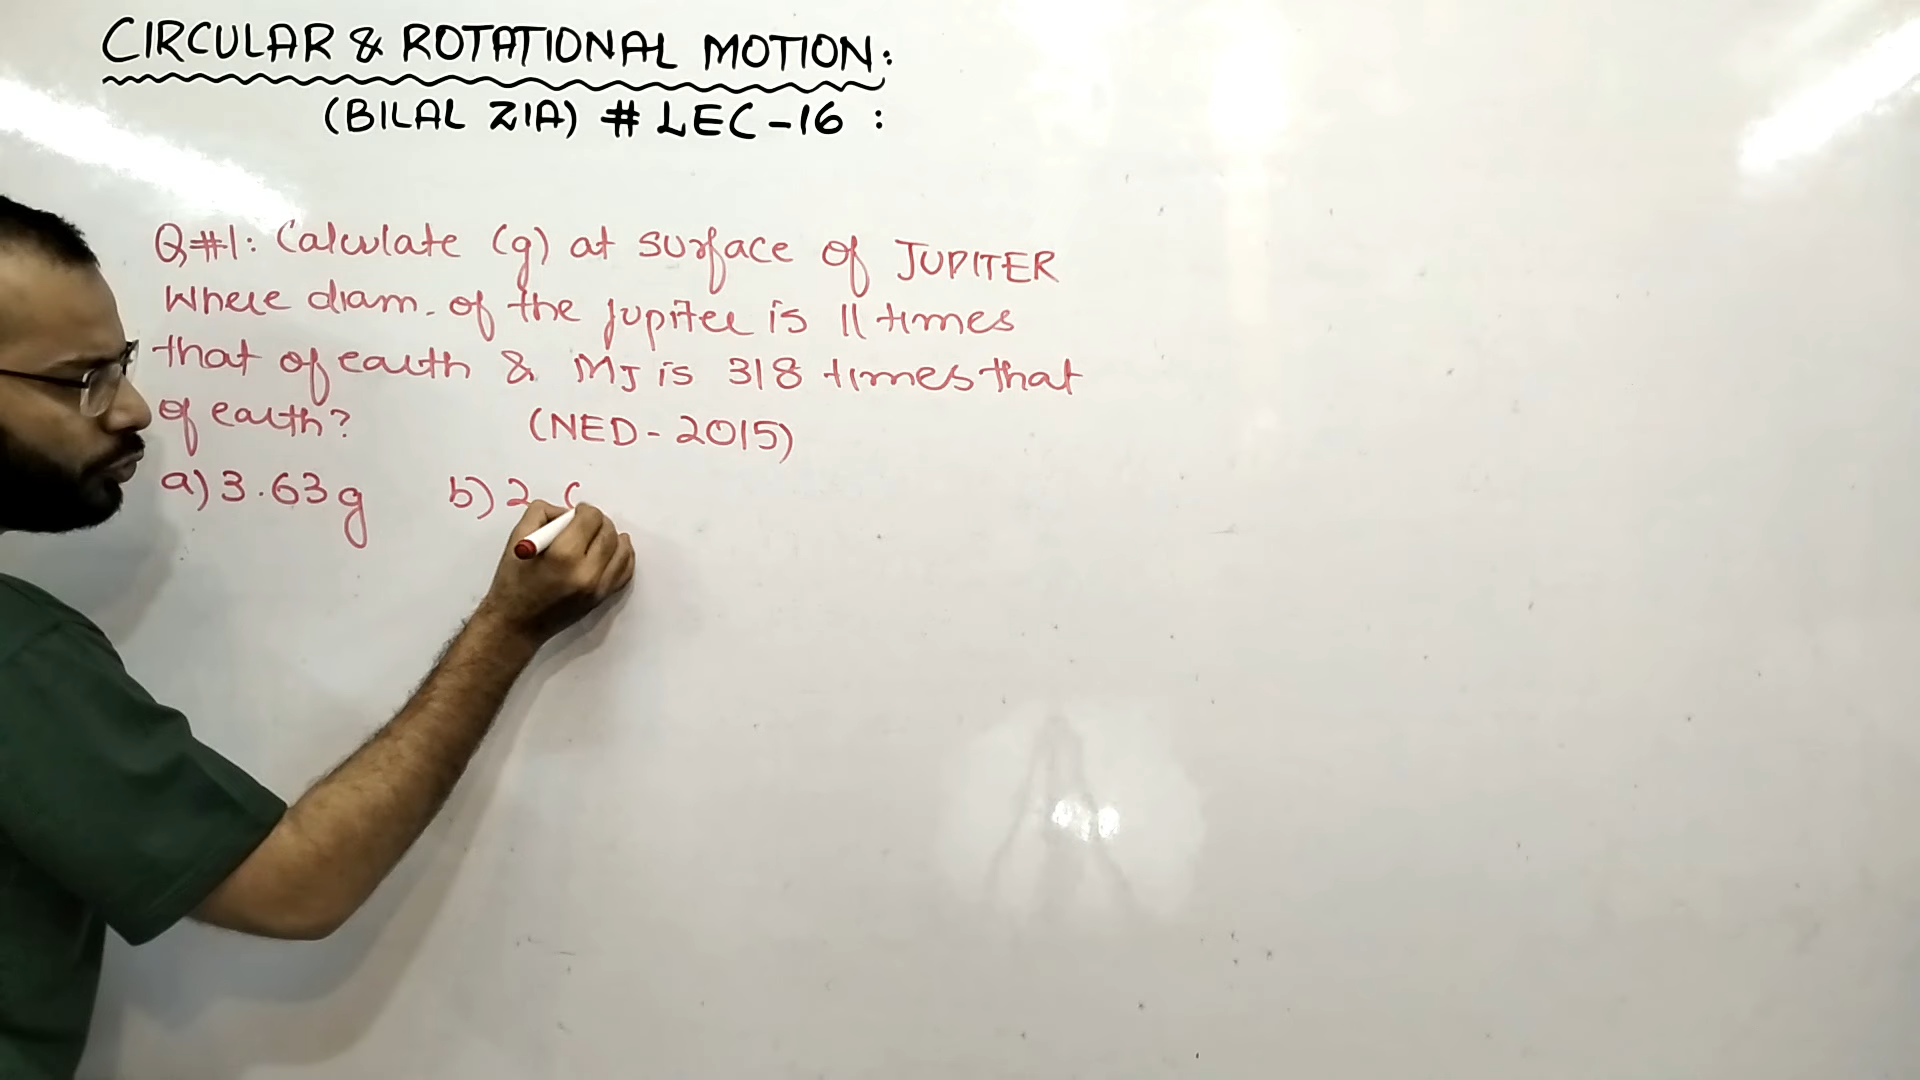 CIRCULAR & ROTATIONAL MOTION:
(BILAL ZIA) # LEC-16 :
Q#1: Calculate (g) at surface of JUPITER
Where diam. of the jupiter is 11 times
that of earth & MJ is 318 times that
of earth? (NED-2015)
a) 3.63g b) 2.